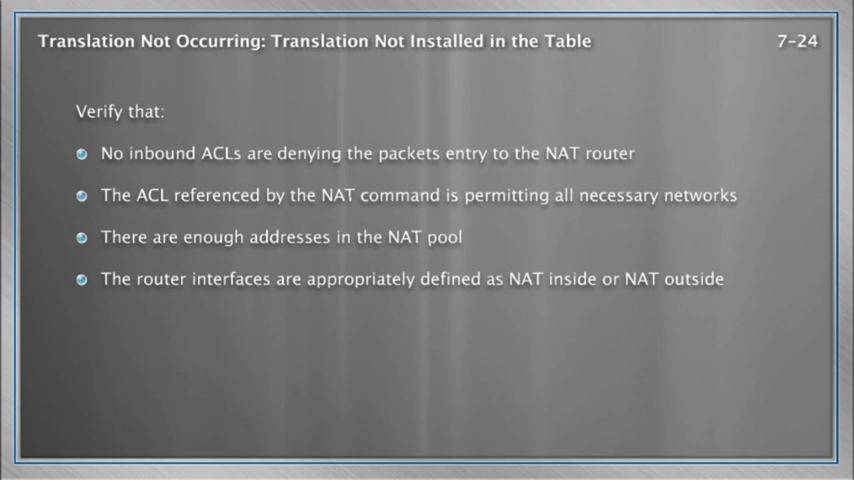 Translation Not Occurring: Translation Not Installed in the Table 7-24
Verify that:
No inbound ACLs are denying the packets entry to the NAT router
The ACL referenced by the NAT command is permitting all necessary networks
There are enough addresses in the NAT pool
The router interfaces are appropriately defined as NAT inside or NAT outside